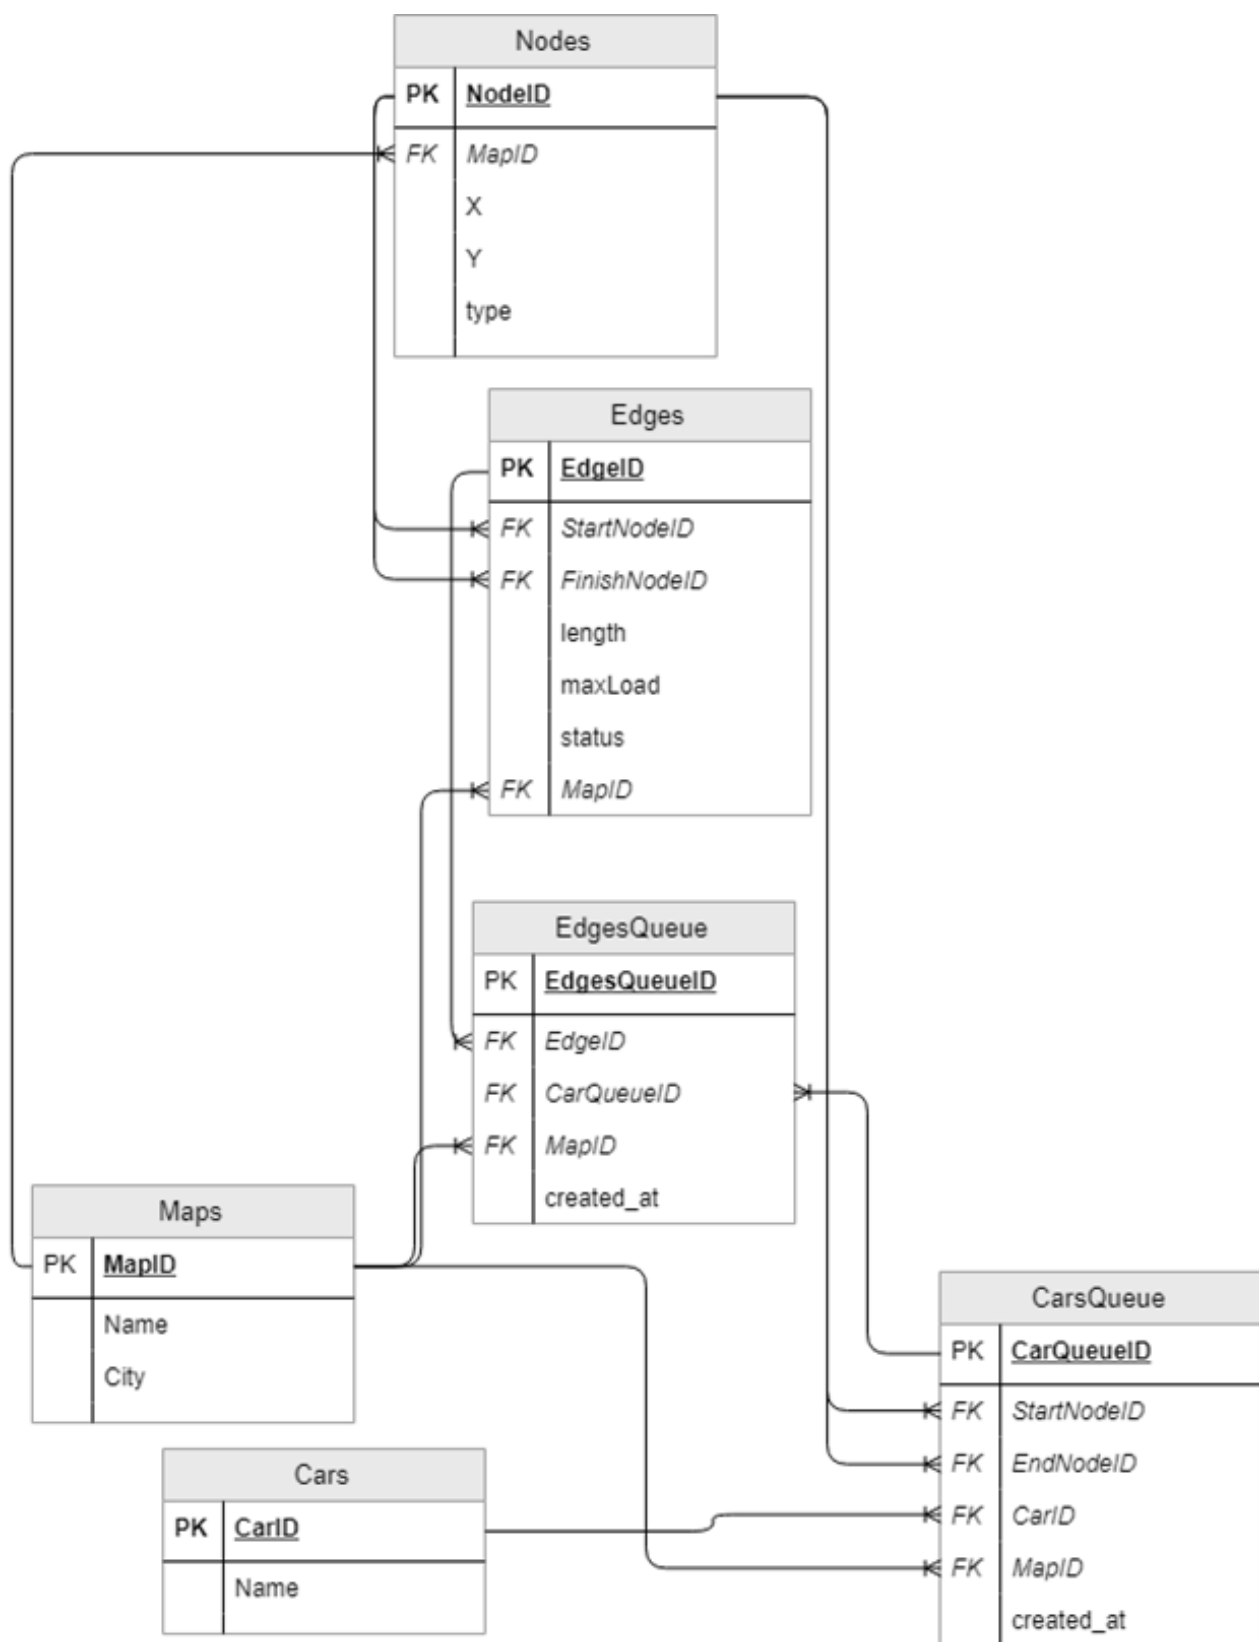 Nodes
PK NodeID
FK MapID
X
Y
type
Edges
PK EdgeID
FK StartNodeID
FK FinishNodeID
length
maxLoad
status
FK MapID
EdgesQueue
PK EdgesQueueID
FK EdgeID
FK CarQueueID
FK MapID
created_at
Maps
PK MapID
Name
City
CarsQueue
PK CarQueueID
FK StartNodeID
FK EndNodeID
FK CarID
FK MapID
created_at
Cars
PK CarID
Name